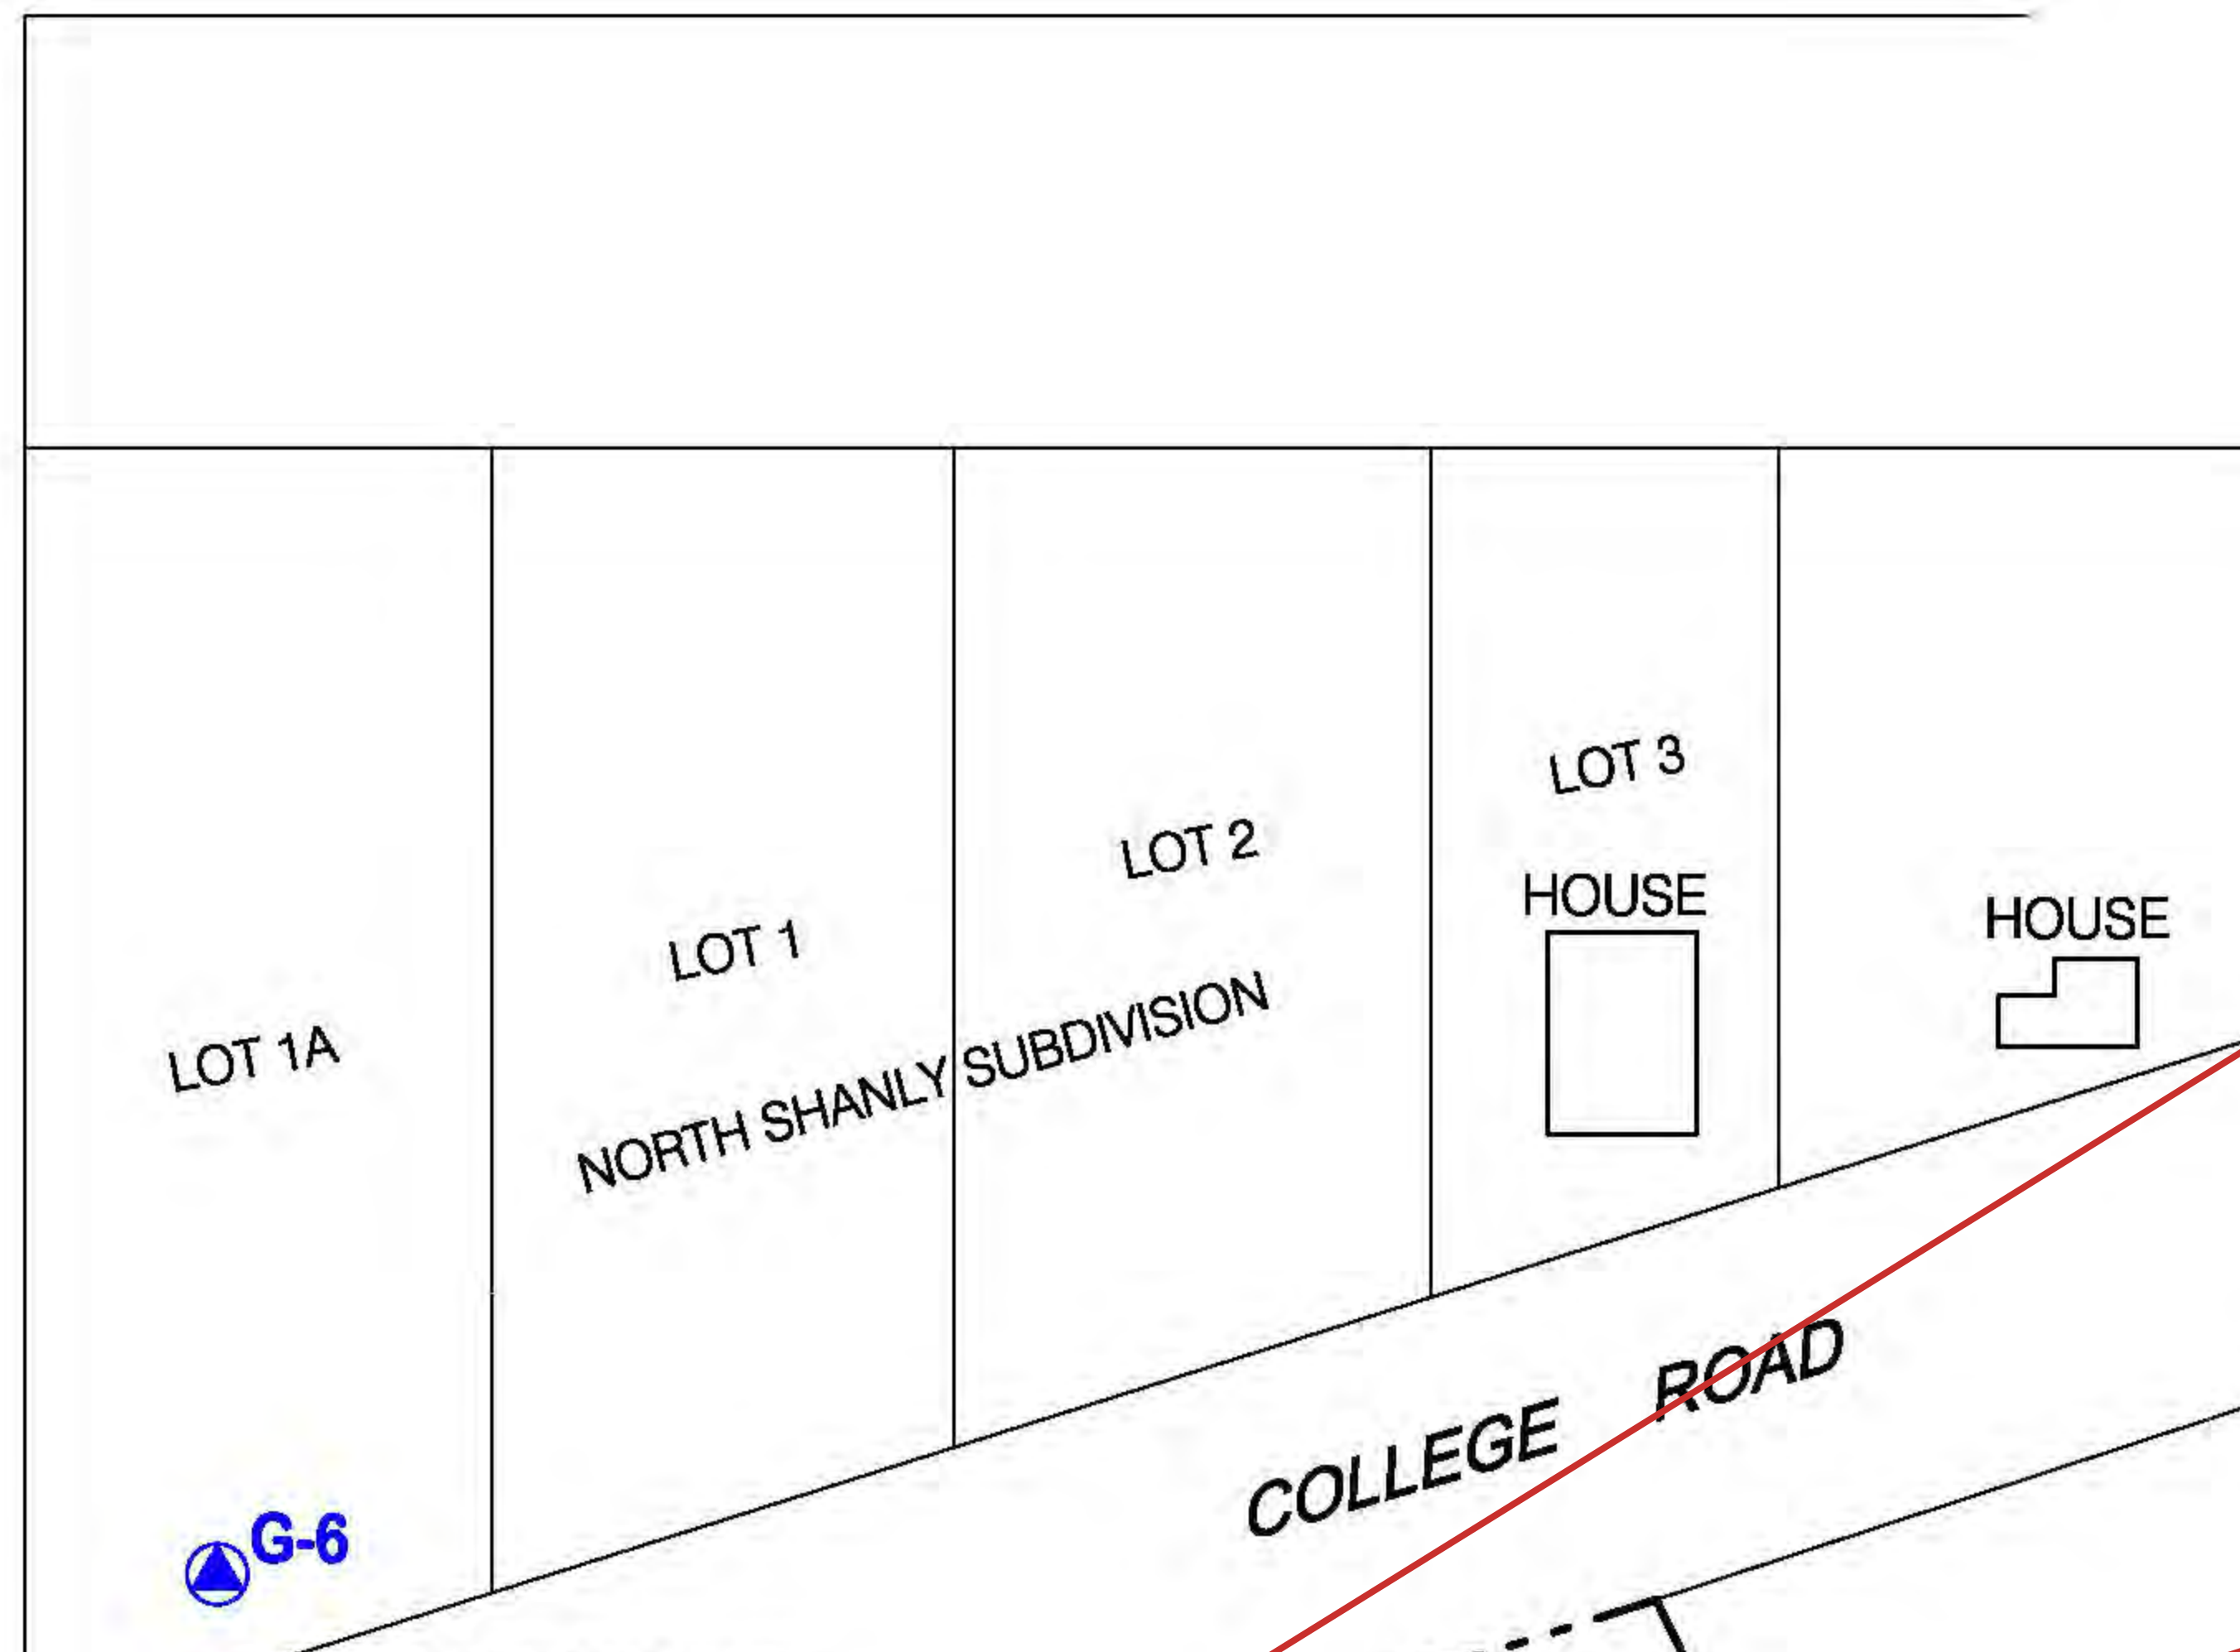 LOT 3
LOT 2
HOUSE
HOUSE
LOT 1
LOT 1A
NORTH SHANLY SUBDIVISION
COLLEGE ROAD
G-6